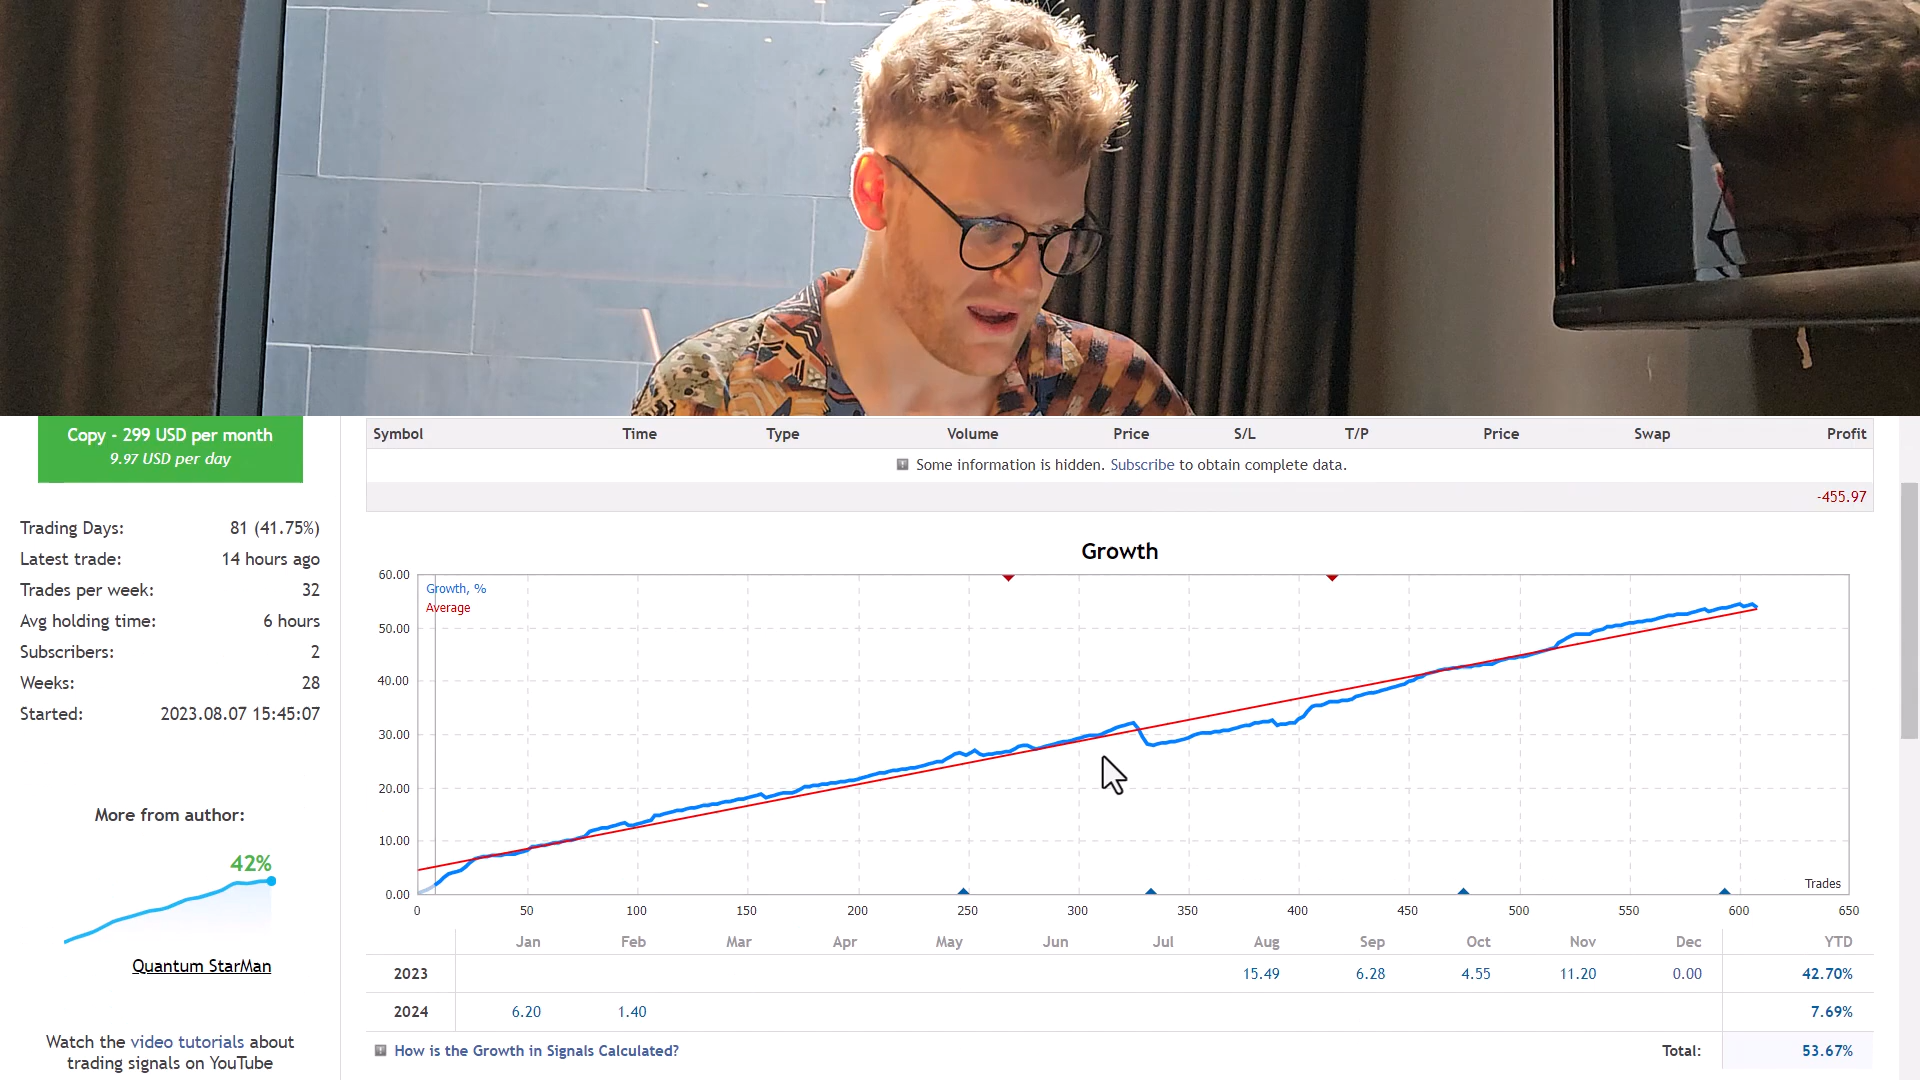 Copy - 299 USD per month
9.97 USD per day
Trading Days: 81 (41.75%)
Latest trade: 14 hours ago
Trades per week: 32
Avg holding time: 6 hours
Subscribers: 2
Weeks: 28
Started: 2023.08.07 15:45:07
More from author:
42%
Quantum StarMan
Watch the video tutorials about
trading signals on YouTube
Symbol Time Type Volume Price S/L T/P Price Swap Profit
Some information is hidden. Subscribe to obtain complete data.
-455.97
Growth
Growth, %
Average
60.00
50.00
40.00
30.00
20.00
10.00
0.00
Trades
0 50 100 150 200 250 300 350 400 450 500 550 600 650
Jan Feb Mar Apr May Jun Jul Aug Sep Oct Nov Dec YTD
2023 15.49 6.28 4.55 11.20 0.00 42.70%
2024 6.20 1.40 7.69%
How is the Growth in Signals Calculated? Total: 53.67%